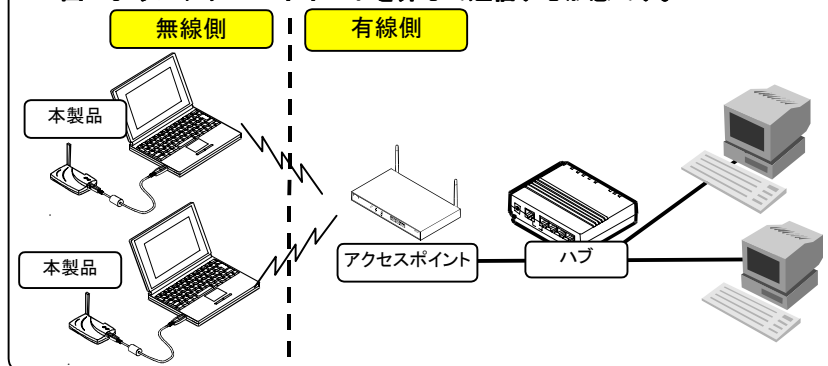 無線側
有線側
本製品
本製品
アクセスポイント
ハブ